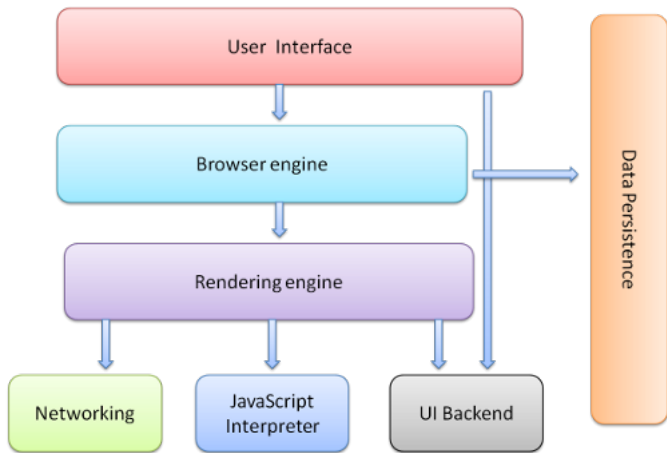 User Interface
Browser engine
Data Persistence
Rendering engine
Networking
JavaScript
Interpreter
UI Backend